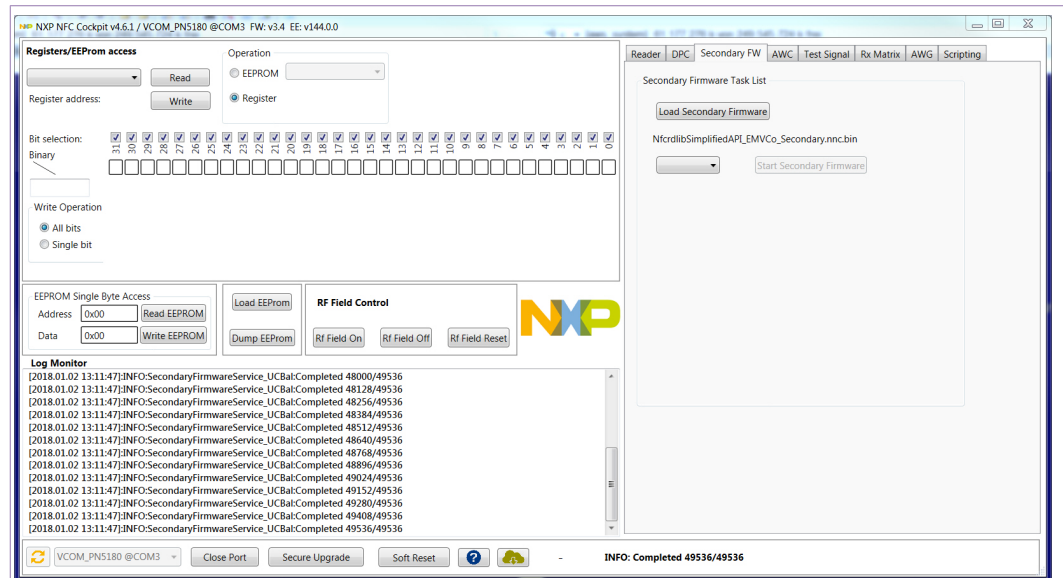 NXP NFC Cockpit v4.6.1 / VCOM_PN5180 @COM3 FW: v3.4 EE: v144.0.0
Registers/EEProm access
Read
Register address:
Write
Operation
EEPROM
Register
Bit selection:
31 30 29 28 27 26 25 24 23 22 21 20 19 18 17 16 15 14 13 12 11 10 9 8 7 6 5 4 3 2 1 0
Binary
Write Operation
All bits
Single bit
EEPROM Single Byte Access
Address 0x00 Read EEPROM
Data 0x00 Write EEPROM
Load EEProm
Dump EEProm
RF Field Control
Rf Field On Rf Field Off Rf Field Reset
NXP
Log Monitor
[2018.01.02 13:11:47]:INFO:SecondaryFirmwareService_UCBal:Completed 48000/49536
[2018.01.02 13:11:47]:INFO:SecondaryFirmwareService_UCBal:Completed 48128/49536
[2018.01.02 13:11:47]:INFO:SecondaryFirmwareService_UCBal:Completed 48256/49536
[2018.01.02 13:11:47]:INFO:SecondaryFirmwareService_UCBal:Completed 48384/49536
[2018.01.02 13:11:47]:INFO:SecondaryFirmwareService_UCBal:Completed 48512/49536
[2018.01.02 13:11:47]:INFO:SecondaryFirmwareService_UCBal:Completed 48640/49536
[2018.01.02 13:11:47]:INFO:SecondaryFirmwareService_UCBal:Completed 48768/49536
[2018.01.02 13:11:47]:INFO:SecondaryFirmwareService_UCBal:Completed 48896/49536
[2018.01.02 13:11:47]:INFO:SecondaryFirmwareService_UCBal:Completed 49024/49536
[2018.01.02 13:11:47]:INFO:SecondaryFirmwareService_UCBal:Completed 49152/49536
[2018.01.02 13:11:47]:INFO:SecondaryFirmwareService_UCBal:Completed 49280/49536
[2018.01.02 13:11:47]:INFO:SecondaryFirmwareService_UCBal:Completed 49408/49536
[2018.01.02 13:11:47]:INFO:SecondaryFirmwareService_UCBal:Completed 49536/49536
Reader DPC Secondary FW AWC Test Signal Rx Matrix AWG Scripting
Secondary Firmware Task List
Load Secondary Firmware
NfcrdlibSimplifiedAPI_EMVCo_Secondary.nnc.bin
Start Secondary Firmware
VCOM_PN5180 @COM3 Close Port Secure Upgrade Soft Reset ? - INFO: Completed 49536/49536